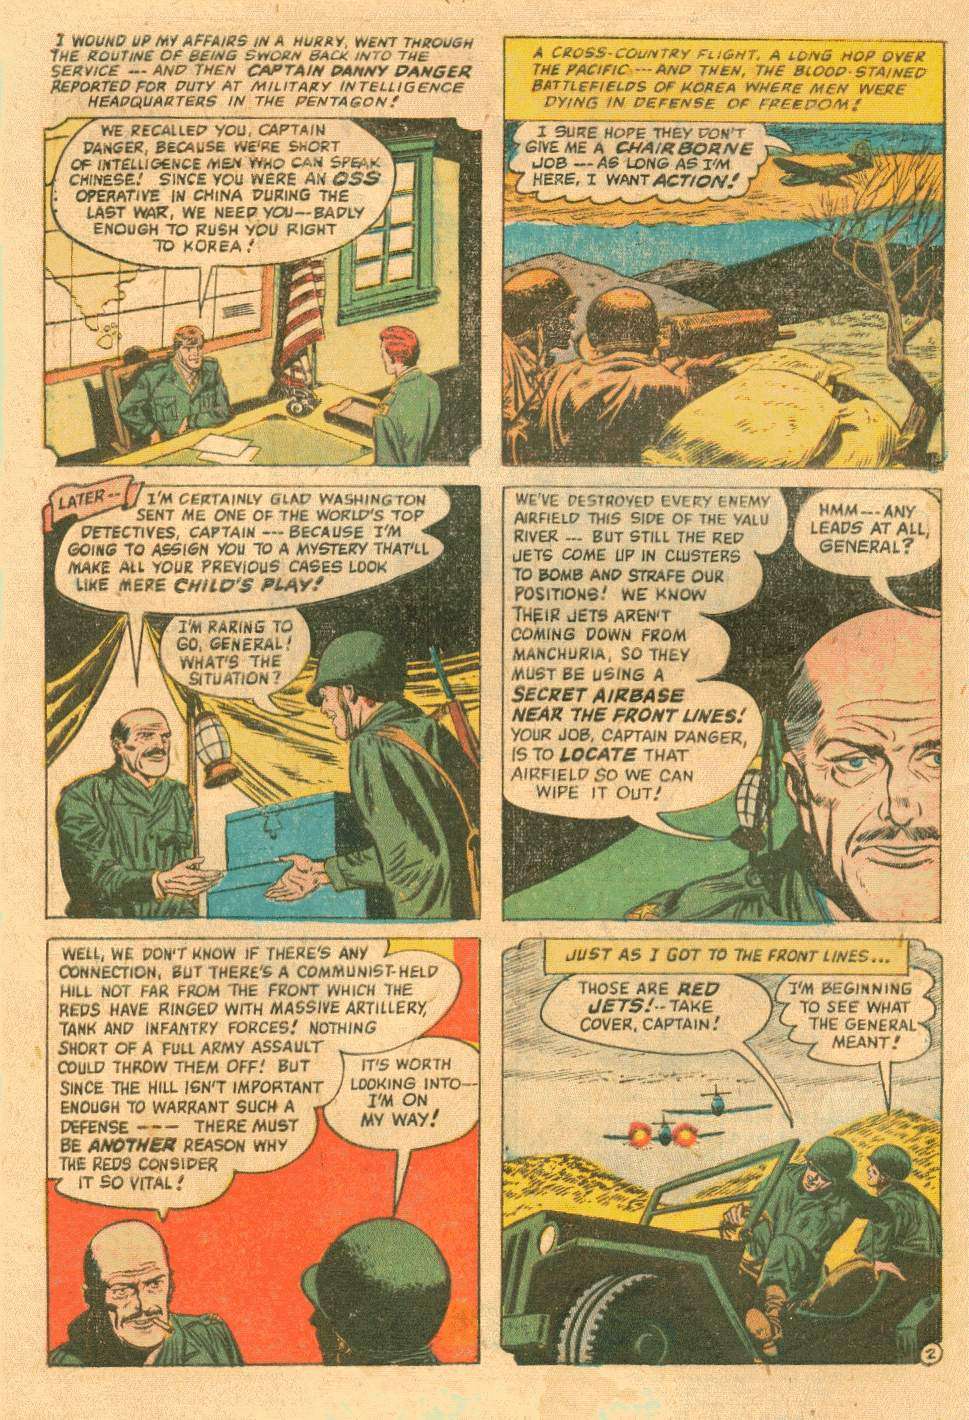 I WOUND UP MY AFFAIRS IN A HURRY, WENT THROUGH
THE ROUTINE OF BEING SWORN BACK INTO THE
SERVICE --- AND THEN CAPTAIN DANNY DANGER
REPORTED FOR DUTY AT MILITARY INTELLIGENCE
HEADQUARTERS IN THE PENTAGON!
WE RECALLED YOU, CAPTAIN
DANGER, BECAUSE WE'RE SHORT
OF INTELLIGENCE MEN WHO CAN SPEAK
CHINESE! SINCE YOU WERE AN OSS
OPERATIVE IN CHINA DURING THE
LAST WAR, WE NEED YOU--BADLY
ENOUGH TO RUSH YOU RIGHT
TO KOREA!
A CROSS-COUNTRY FLIGHT, A LONG HOP OVER
THE PACIFIC --- AND THEN, THE BLOOD-STAINED
BATTLEFIELDS OF KOREA WHERE MEN WERE
DYING IN DEFENSE OF FREEDOM!
I SURE HOPE THEY DON'T
GIVE ME A CHAIRBORNE
JOB --- AS LONG AS I'M
HERE, I WANT ACTION!
LATER--
I'M CERTAINLY GLAD WASHINGTON
SENT ME ONE OF THE WORLD'S TOP
DETECTIVES, CAPTAIN --- BECAUSE I'M
GOING TO ASSIGN YOU TO A MYSTERY THAT'LL
MAKE ALL YOUR PREVIOUS CASES LOOK
LIKE MERE CHILD'S PLAY!
I'M RARING TO
GO, GENERAL!
WHAT'S THE
SITUATION?
WE'VE DESTROYED EVERY ENEMY
AIRFIELD THIS SIDE OF THE YALU
RIVER --- BUT STILL THE RED
JETS COME UP IN CLUSTERS
TO BOMB AND STRAFE OUR
POSITIONS! WE KNOW
THEIR JETS AREN'T
COMING DOWN FROM
MANCHURIA, SO THEY
MUST BE USING A
SECRET AIRBASE
NEAR THE FRONT LINES!
YOUR JOB, CAPTAIN DANGER,
IS TO LOCATE THAT
AIRFIELD SO WE CAN
WIPE IT OUT!
HMM---ANY
LEADS AT ALL,
GENERAL?
WELL, WE DON'T KNOW IF THERE'S ANY
CONNECTION, BUT THERE'S A COMMUNIST-HELD
HILL NOT FAR FROM THE FRONT WHICH THE
REDS HAVE RINGED WITH MASSIVE ARTILLERY,
TANK AND INFANTRY FORCES! NOTHING
SHORT OF A FULL ARMY ASSAULT
COULD THROW THEM OFF! BUT
SINCE THE HILL ISN'T IMPORTANT
ENOUGH TO WARRANT SUCH A
DEFENSE --- THERE MUST
BE ANOTHER REASON WHY
THE REDS CONSIDER
IT SO VITAL!
IT'S WORTH
LOOKING INTO--
I'M ON
MY WAY!
JUST AS I GOT TO THE FRONT LINES...
THOSE ARE RED
JETS!--TAKE
COVER, CAPTAIN!
I'M BEGINNING
TO SEE WHAT
THE GENERAL
MEANT!
2